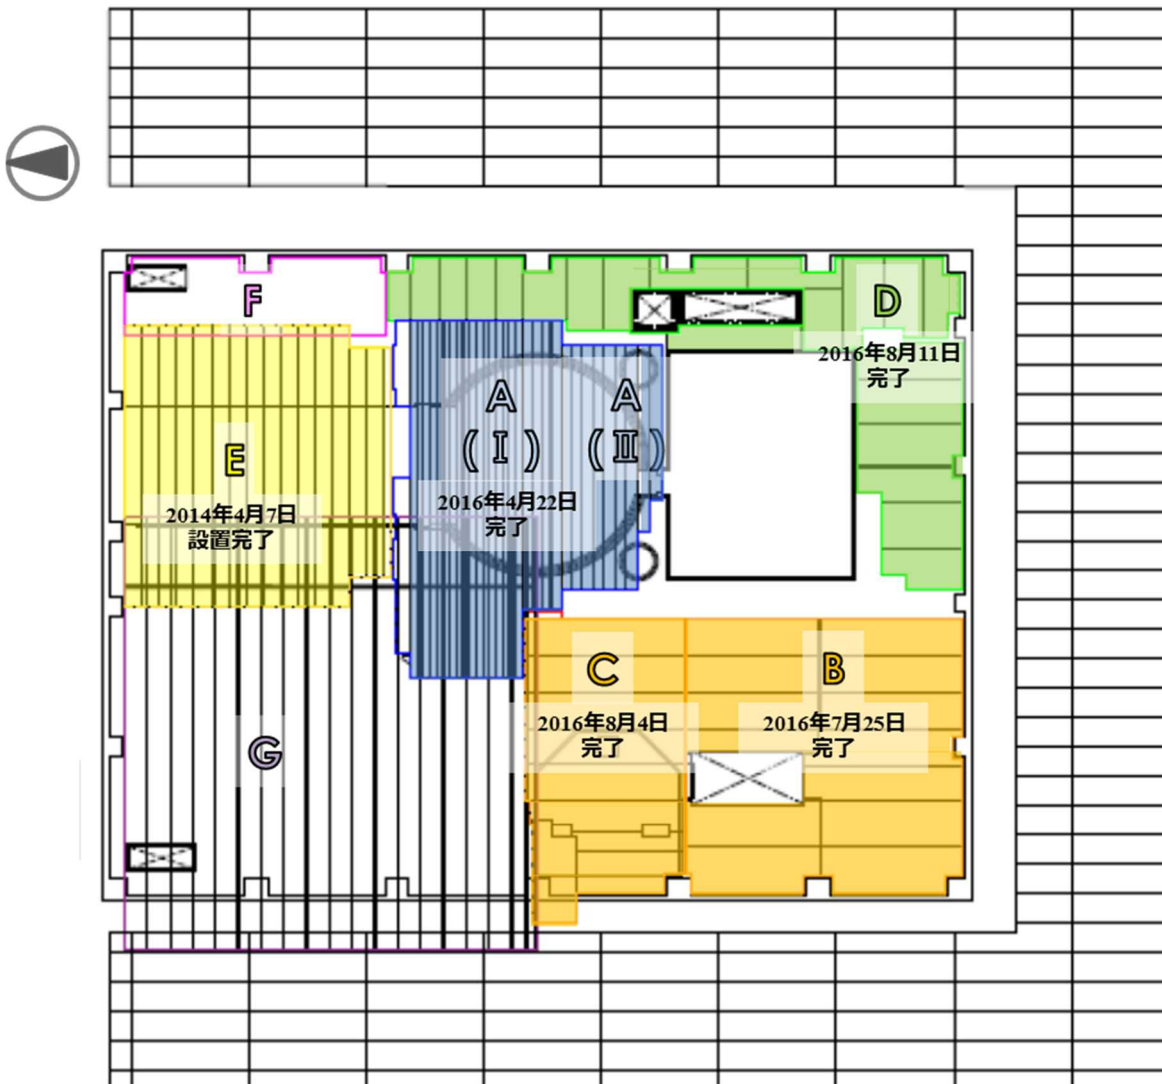 F
D
2016年8月11日
完了
A
(Ⅰ)
A
(Ⅱ)
2016年4月22日
完了
E
2014年4月7日
設置完了
C
2016年8月4日
完了
B
2016年7月25日
完了
G